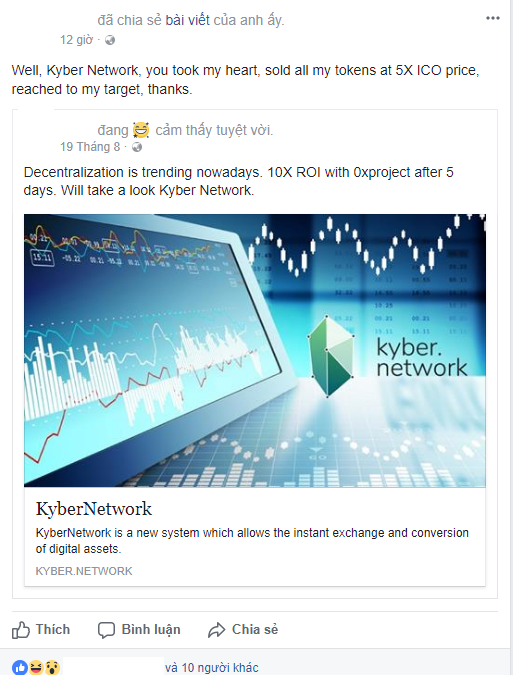 đã chia sẻ bài viết của anh ấy.
12 giờ ·
Well, Kyber Network, you took my heart, sold all my tokens at 5X ICO price,
reached to my target, thanks.
đang cảm thấy tuyệt vời.
19 Tháng 8 ·
Decentralization is trending nowadays. 10X ROI with 0xproject after 5
days. Will take a look Kyber Network.
kyber.
network
KyberNetwork
KyberNetwork is a new system which allows the instant exchange and conversion
of digital assets.
KYBER.NETWORK
Thích Bình luận Chia sẻ
và 10 người khác